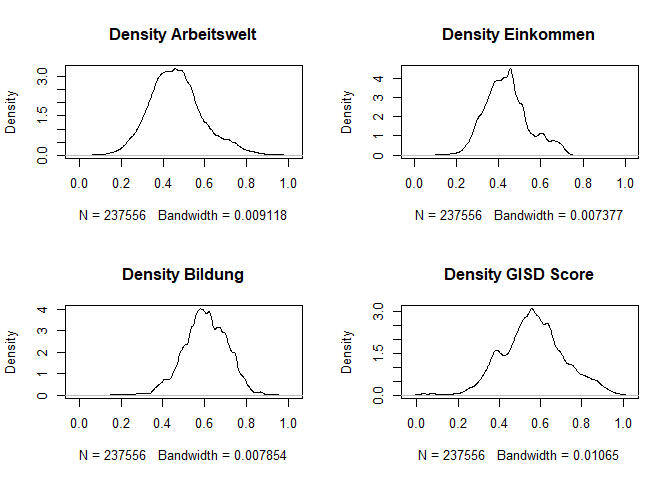 Density Arbeitswelt
Density
0.0 1.5 3.0
0.0 0.2 0.4 0.6 0.8 1.0
N = 237556 Bandwidth = 0.009118
Density Einkommen
Density
0 1 2 3 4
0.0 0.2 0.4 0.6 0.8 1.0
N = 237556 Bandwidth = 0.007377
Density Bildung
Density
0 1 2 3 4
0.0 0.2 0.4 0.6 0.8 1.0
N = 237556 Bandwidth = 0.007854
Density GISD Score
Density
0.0 1.5 3.0
0.0 0.2 0.4 0.6 0.8 1.0
N = 237556 Bandwidth = 0.01065